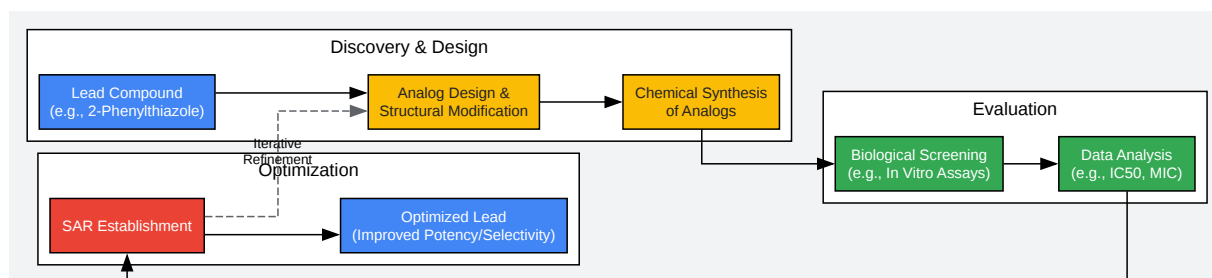 Discovery & Design
Lead Compound
(e.g., 2-Phenylthiazole)
Analog Design &
Structural Modification
Chemical Synthesis
of Analogs
Evaluation
Biological Screening
(e.g., In Vitro Assays)
Data Analysis
(e.g., IC50, MIC)
Iterative
Refinement
Optimization
SAR Establishment
Optimized Lead
(Improved Potency/Selectivity)